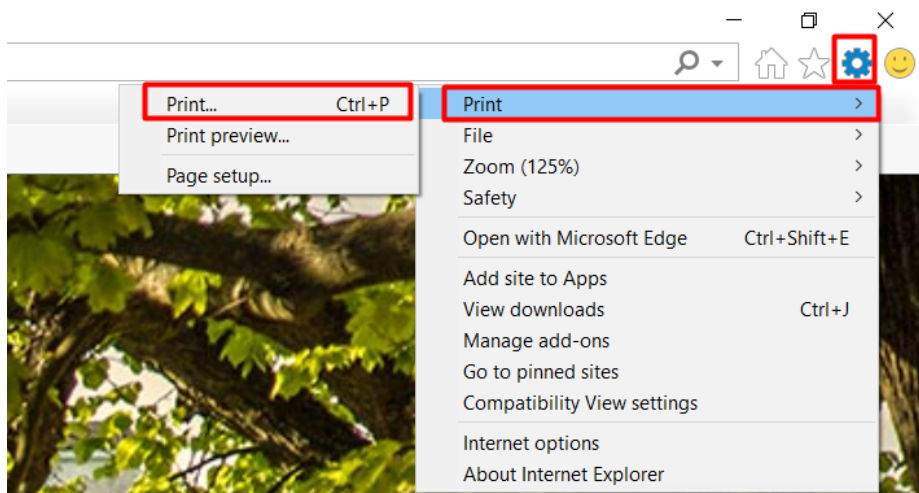 Print... Ctrl+P
Print preview...
Page setup...
Print
File
Zoom (125%)
Safety
Open with Microsoft Edge Ctrl+Shift+E
Add site to Apps
View downloads Ctrl+J
Manage add-ons
Go to pinned sites
Compatibility View settings
Internet options
About Internet Explorer